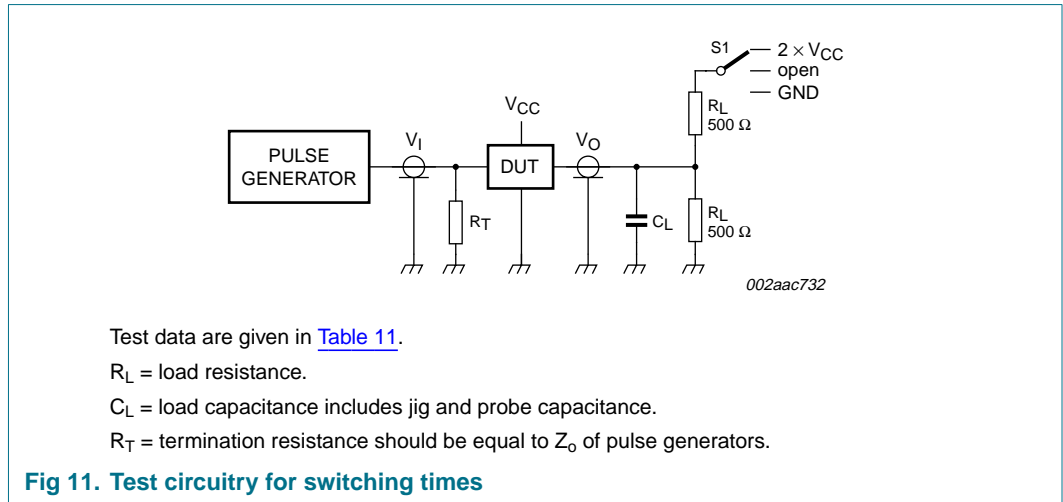 S1
2 × VCC
open
GND
RL
500 Ω
VCC
VI
VO
PULSE
GENERATOR
DUT
RT
CL
RL
500 Ω
002aac732
Test data are given in Table 11.
RL = load resistance.
CL = load capacitance includes jig and probe capacitance.
RT = termination resistance should be equal to Zo of pulse generators.
Fig 11. Test circuitry for switching times